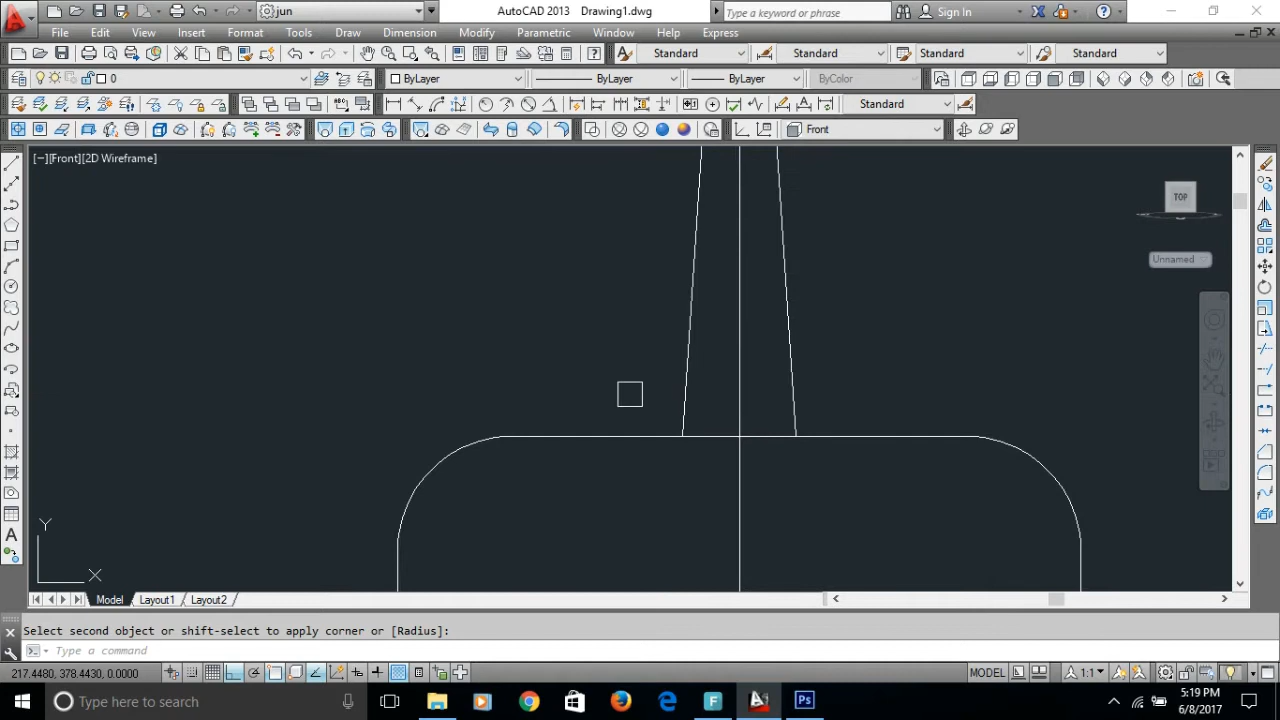 jun
AutoCAD 2013 Drawing1.dwg
Type a keyword or phrase
Sign In
File Edit View Insert Format Tools Draw Dimension Modify Parametric Window Help Express
Standard Standard Standard Standard
0 ByLayer ByLayer ByLayer ByColor
Standard
Front
[−][Front][2D Wireframe]
TOP
Unnamed
Y
X
Model Layout1 Layout2
Select second object or shift-select to apply corner or [Radius]:
Type a command
217.4480, 378.4430, 0.0000
MODEL
1:1
Type here to search
F
Ps
5:19 PM
6/8/2017